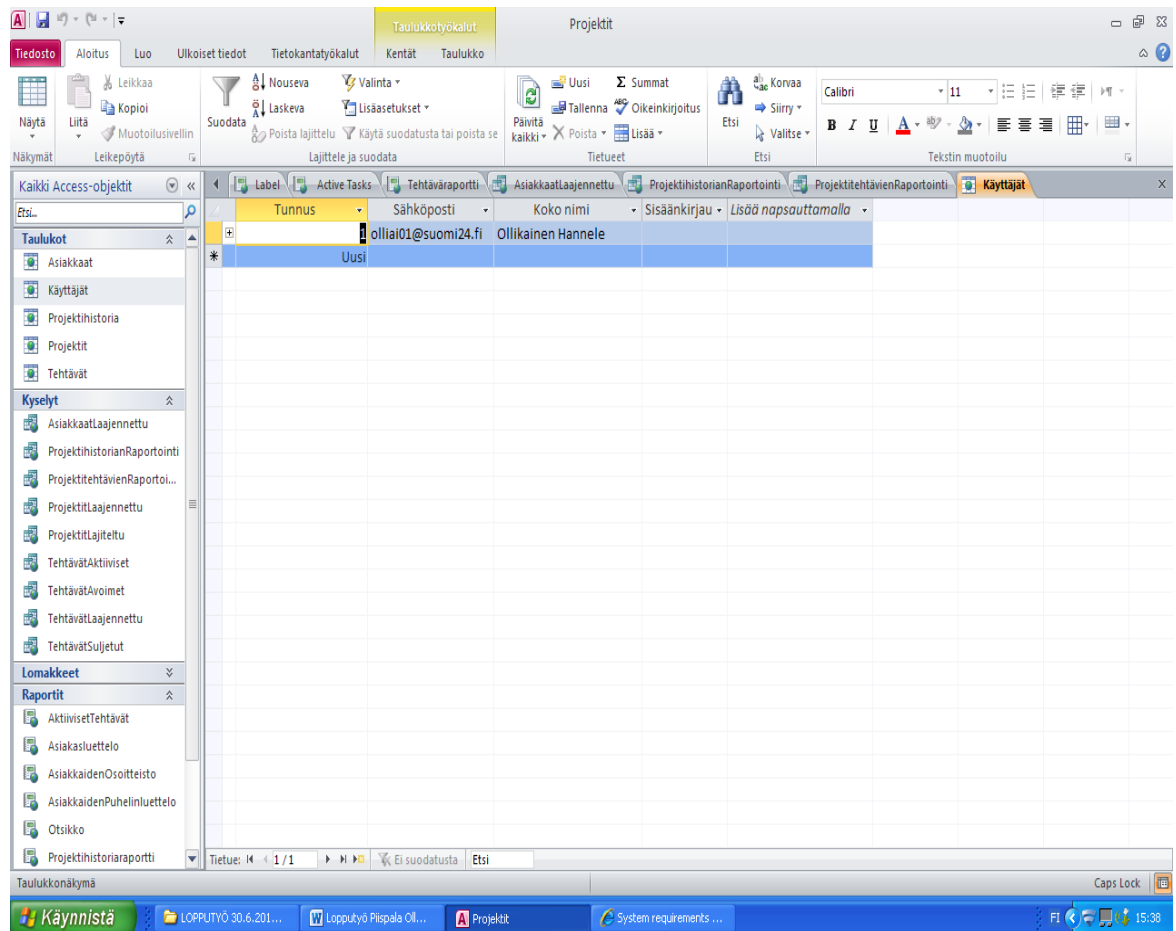 Taulukkotyökalut
Projektit
Tiedosto Aloitus Luo Ulkoiset tiedot Tietokantatyökalut Kentät Taulukko
Näytä
Näkymät
Liitä
Leikkaa
Kopioi
Muotoilusivellin
Leikepöytä
Suodata
Nouseva
Laskeva
Poista lajittelu
Valinta
Lisäasetukset
Käytä suodatusta tai poista se
Lajittele ja suodata
Päivitä
kaikki
Uusi
Tallenna
Poista
Summat
Oikeinkirjoitus
Lisää
Tietueet
Etsi
Korvaa
Siirry
Valitse
Etsi
Calibri 11
B I U A
Tekstin muotoilu
Kaikki Access-objektit
Etsi...
Taulukot
Asiakkaat
Käyttäjät
Projektihistoria
Projektit
Tehtävät
Kyselyt
AsiakkaatLaajennettu
ProjektihistorianRaportointi
ProjektitehtävienRaportoi...
ProjektitLaajennettu
ProjektitLajiteltu
TehtävätAktiiviset
TehtävätAvoimet
TehtävätLaajennettu
TehtävätSuljetut
Lomakkeet
Raportit
AktiivisetTehtävät
Asiakasluettelo
AsiakkaidenOsoitteisto
AsiakkaidenPuhelinluettelo
Otsikko
Projektihistoriaraportti
Label Active Tasks Tehtäväraportti AsiakkaatLaajennettu ProjektihistorianRaportointi ProjektitehtävienRaportointi Käyttäjät
Tunnus Sähköposti Koko nimi Sisäänkirjau Lisää napsauttamalla
1 olliai01@suomi24.fi Ollikainen Hannele
Uusi
Tietue: 1 / 1 Ei suodatusta Etsi
Taulukkonäkymä Caps Lock
Käynnistä LOPPUTYÖ 30.6.201... Lopputyö Piispala Oll... Projektit System requirements ... FI 15:38